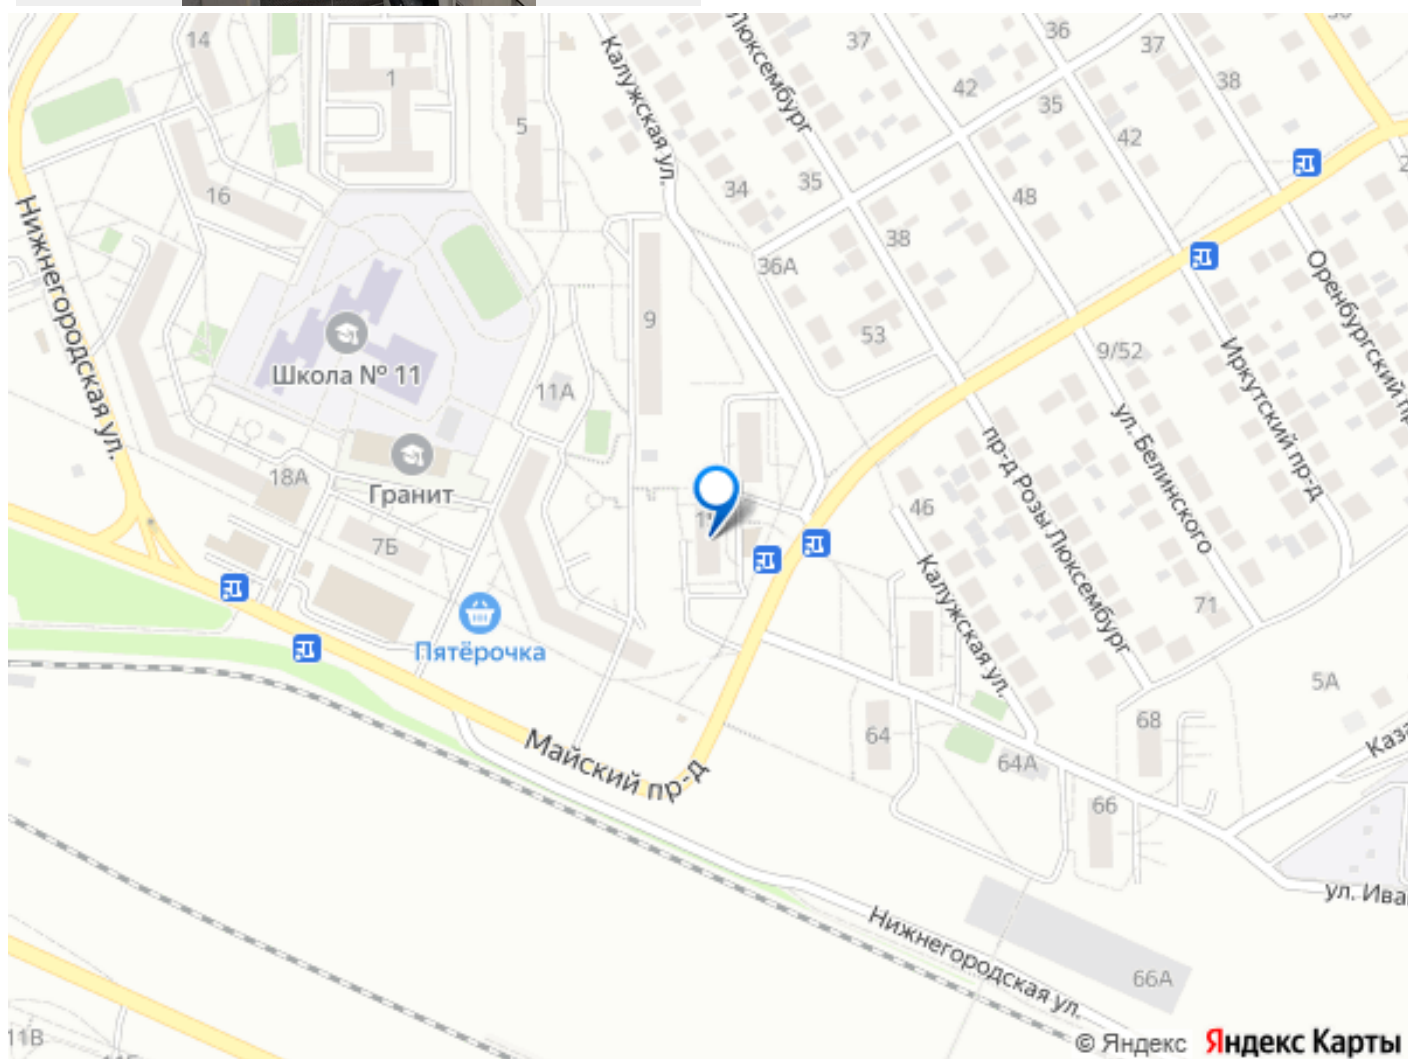 14
1
5
Калужская ул.
Люксембург
37
36
37
38
42
35
42
16
34
35
48
38
36А
Нижнегородская ул.
9
53
9/52
Оренбургский
Иркутский пр-д
Школа № 11
11А
ул. Белинского
пр-д Розы Люксембург
18А
Гранит
7Б
46
Калужская ул.
71
Пятёрочка
5А
64
68
64А
Майский пр-д
66
ул. Ива
Нижнегородская ул.
66А
11В
© Яндекс
Яндекс Карты